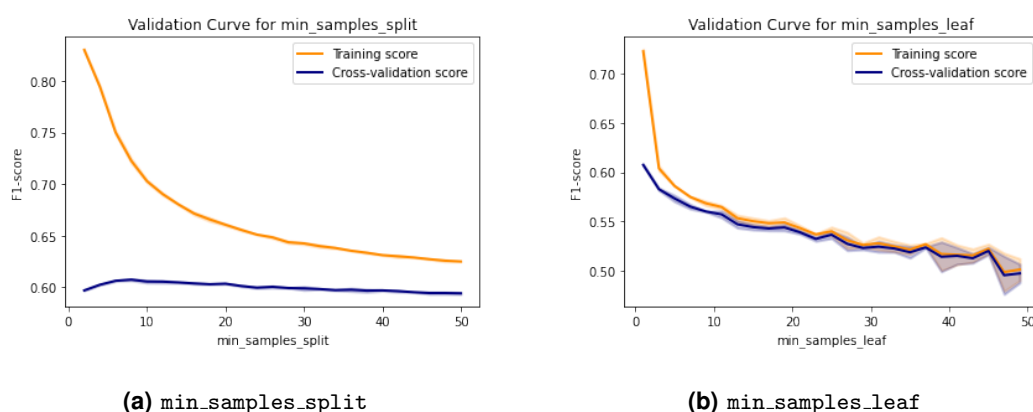 Validation Curve for min_samples_split
Training score
Cross-validation score
0.80
0.75
0.70
0.65
0.60
F1-score
0 10 20 30 40 50
min_samples_split
(a) min_samples_split
Validation Curve for min_samples_leaf
Training score
Cross-validation score
0.70
0.65
0.60
0.55
0.50
F1-score
0 10 20 30 40 50
min_samples_leaf
(b) min_samples_leaf